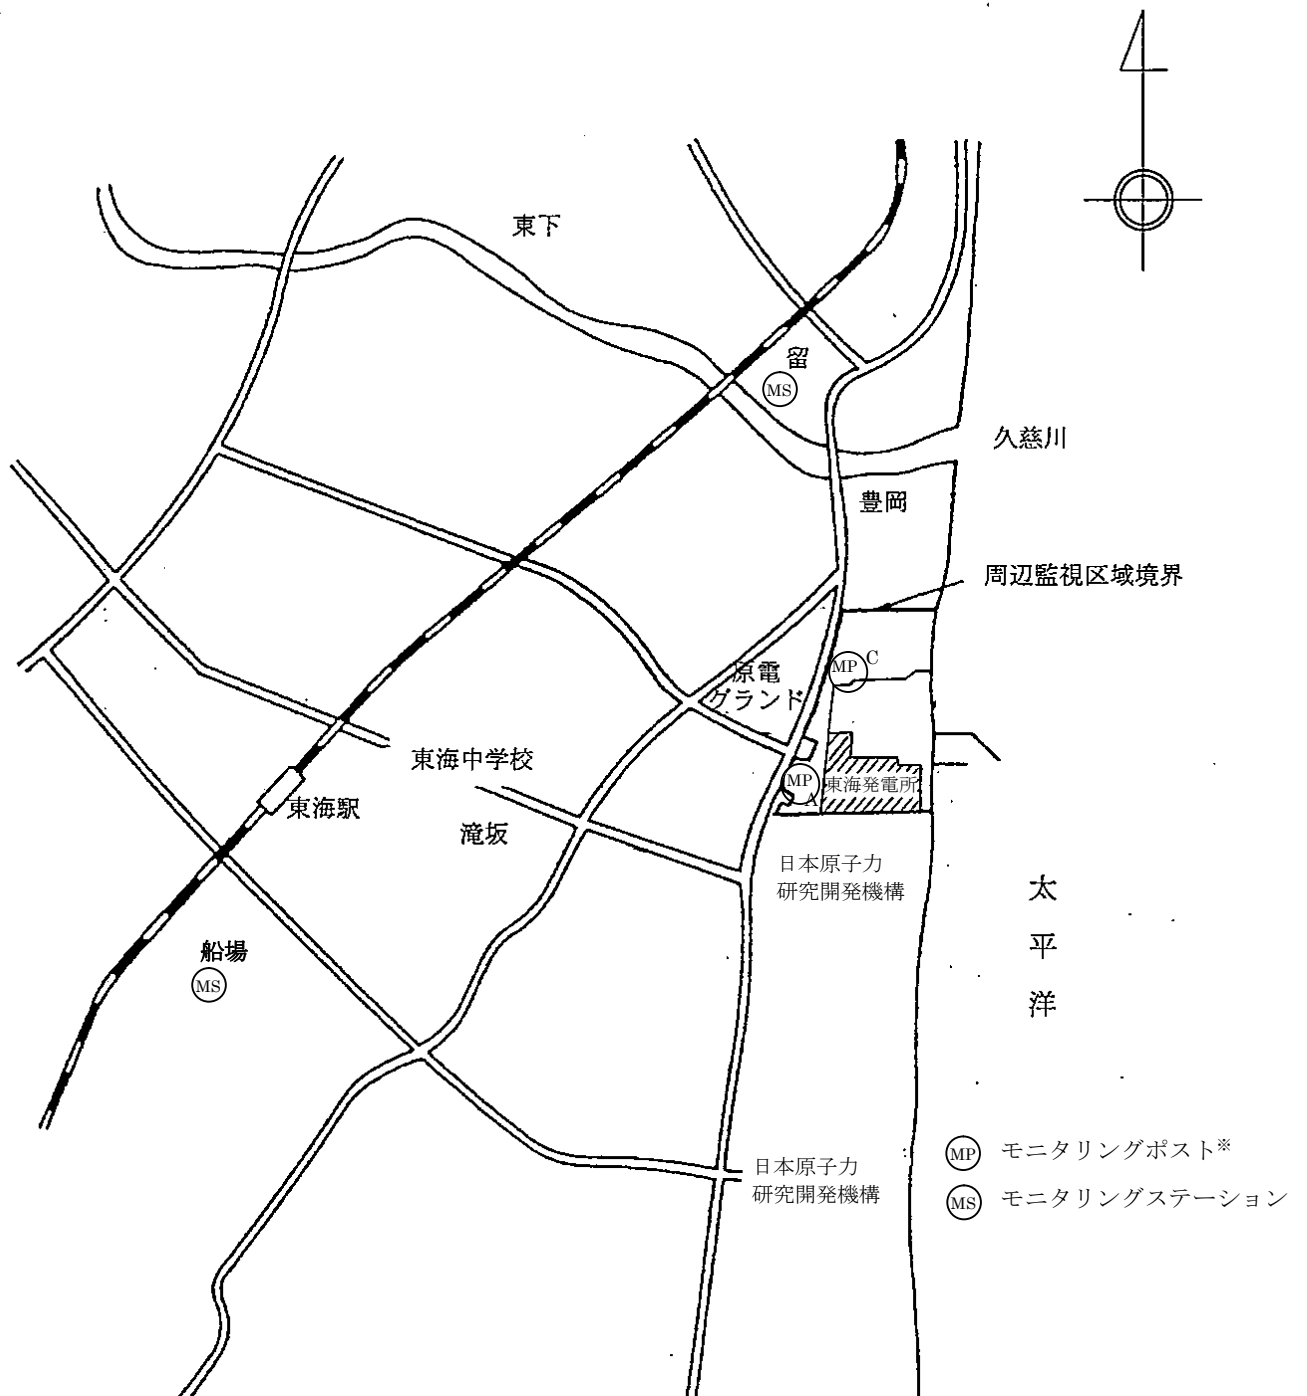 東下
留
MS
久慈川
豊岡
周辺監視区域境界
MP C
原電
グランド
東海中学校
MP
A
東海発電所
東海駅
滝坂
日本原子力
研究開発機構
太
平
洋
船場
MS
日本原子力
研究開発機構
MP モニタリングポスト※
MS モニタリングステーション